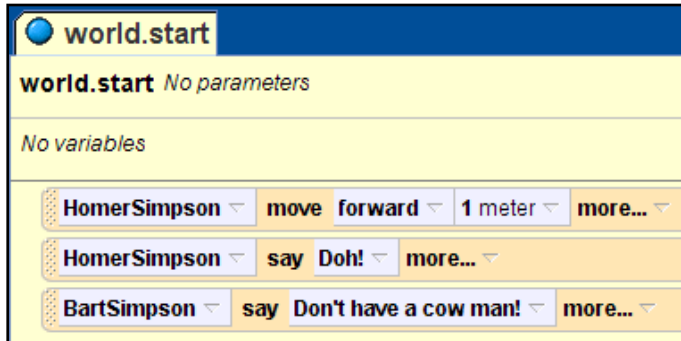 world.start
world.start No parameters
No variables
HomerSimpson move forward 1 meter more...
HomerSimpson say Doh! more...
BartSimpson say Don't have a cow man! more...